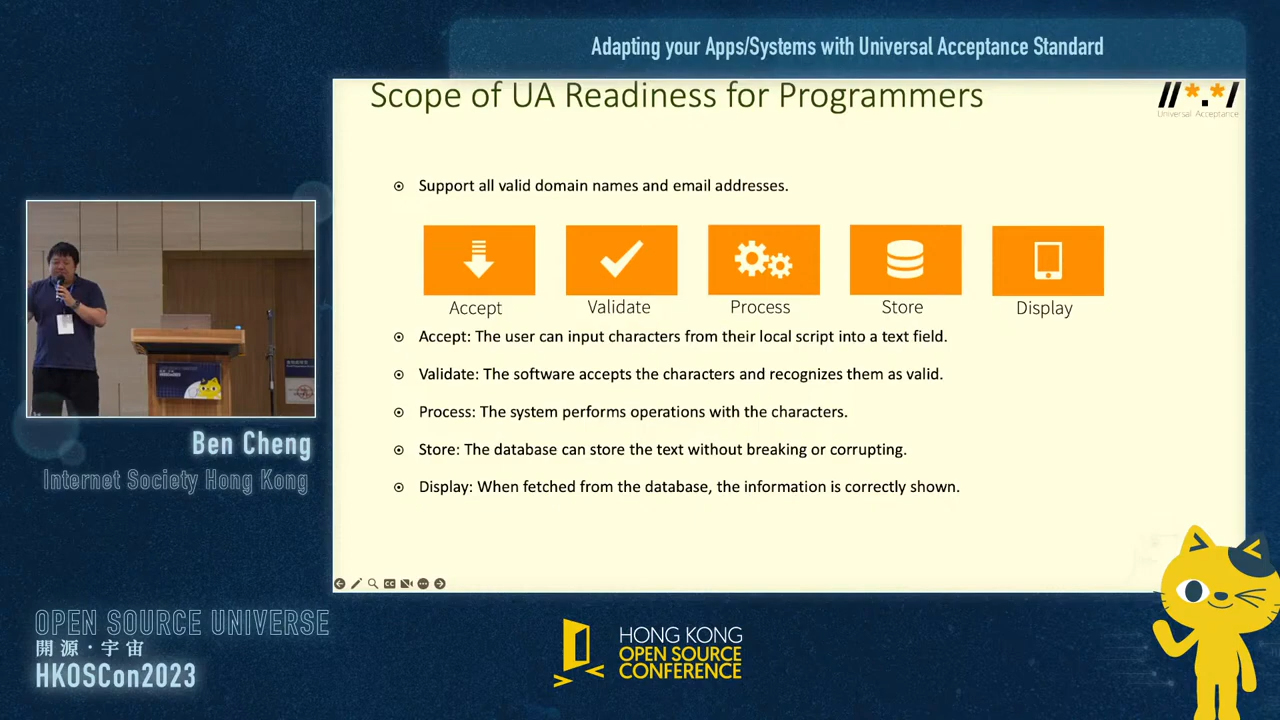 Adapting your Apps/Systems with Universal Acceptance Standard
Scope of UA Readiness for Programmers
Universal Acceptance
Support all valid domain names and email addresses.
Accept
Validate
Process
Store
Display
Accept: The user can input characters from their local script into a text field.
Validate: The software accepts the characters and recognizes them as valid.
Process: The system performs operations with the characters.
Store: The database can store the text without breaking or corrupting.
Display: When fetched from the database, the information is correctly shown.
Ben Cheng
Internet Society Hong Kong
OPEN SOURCE UNIVERSE
開源・宇宙
HKOSCon2023
HONG KONG
OPEN SOURCE
CONFERENCE